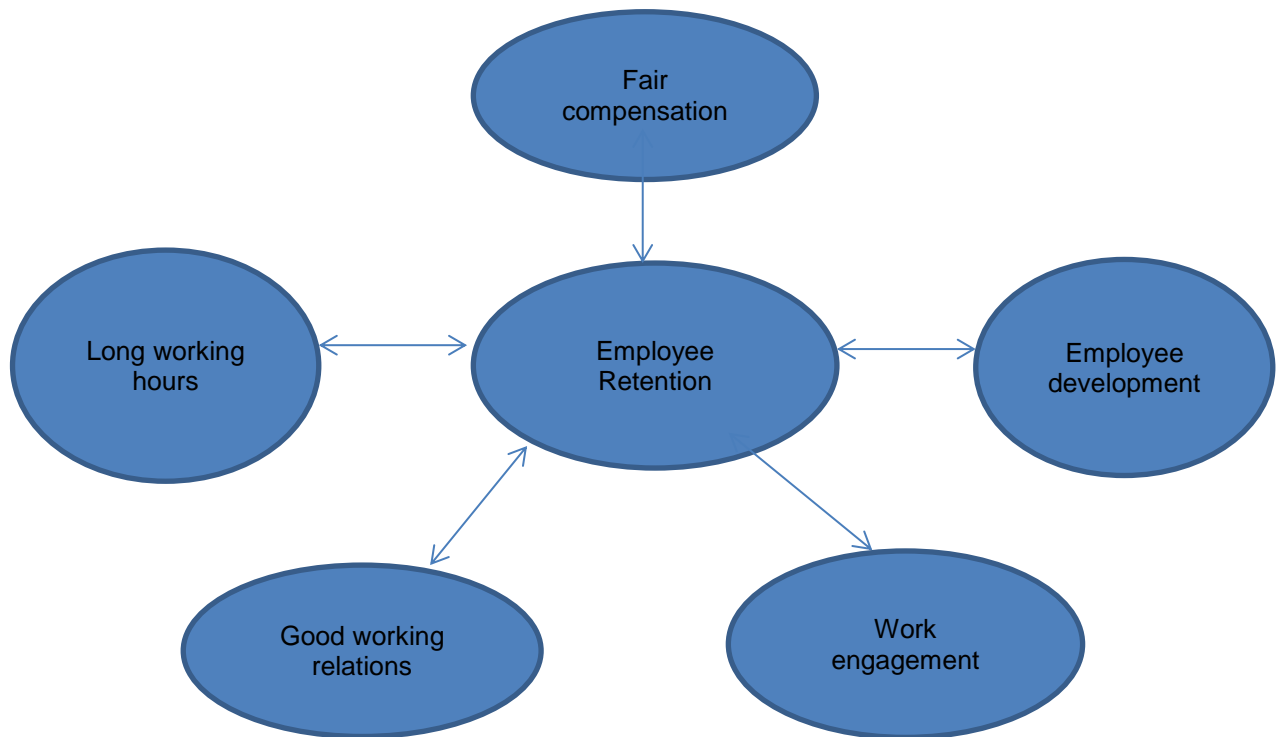 Fair
compensation
Long working
hours
Employee
Retention
Employee
development
Good working
relations
Work
engagement